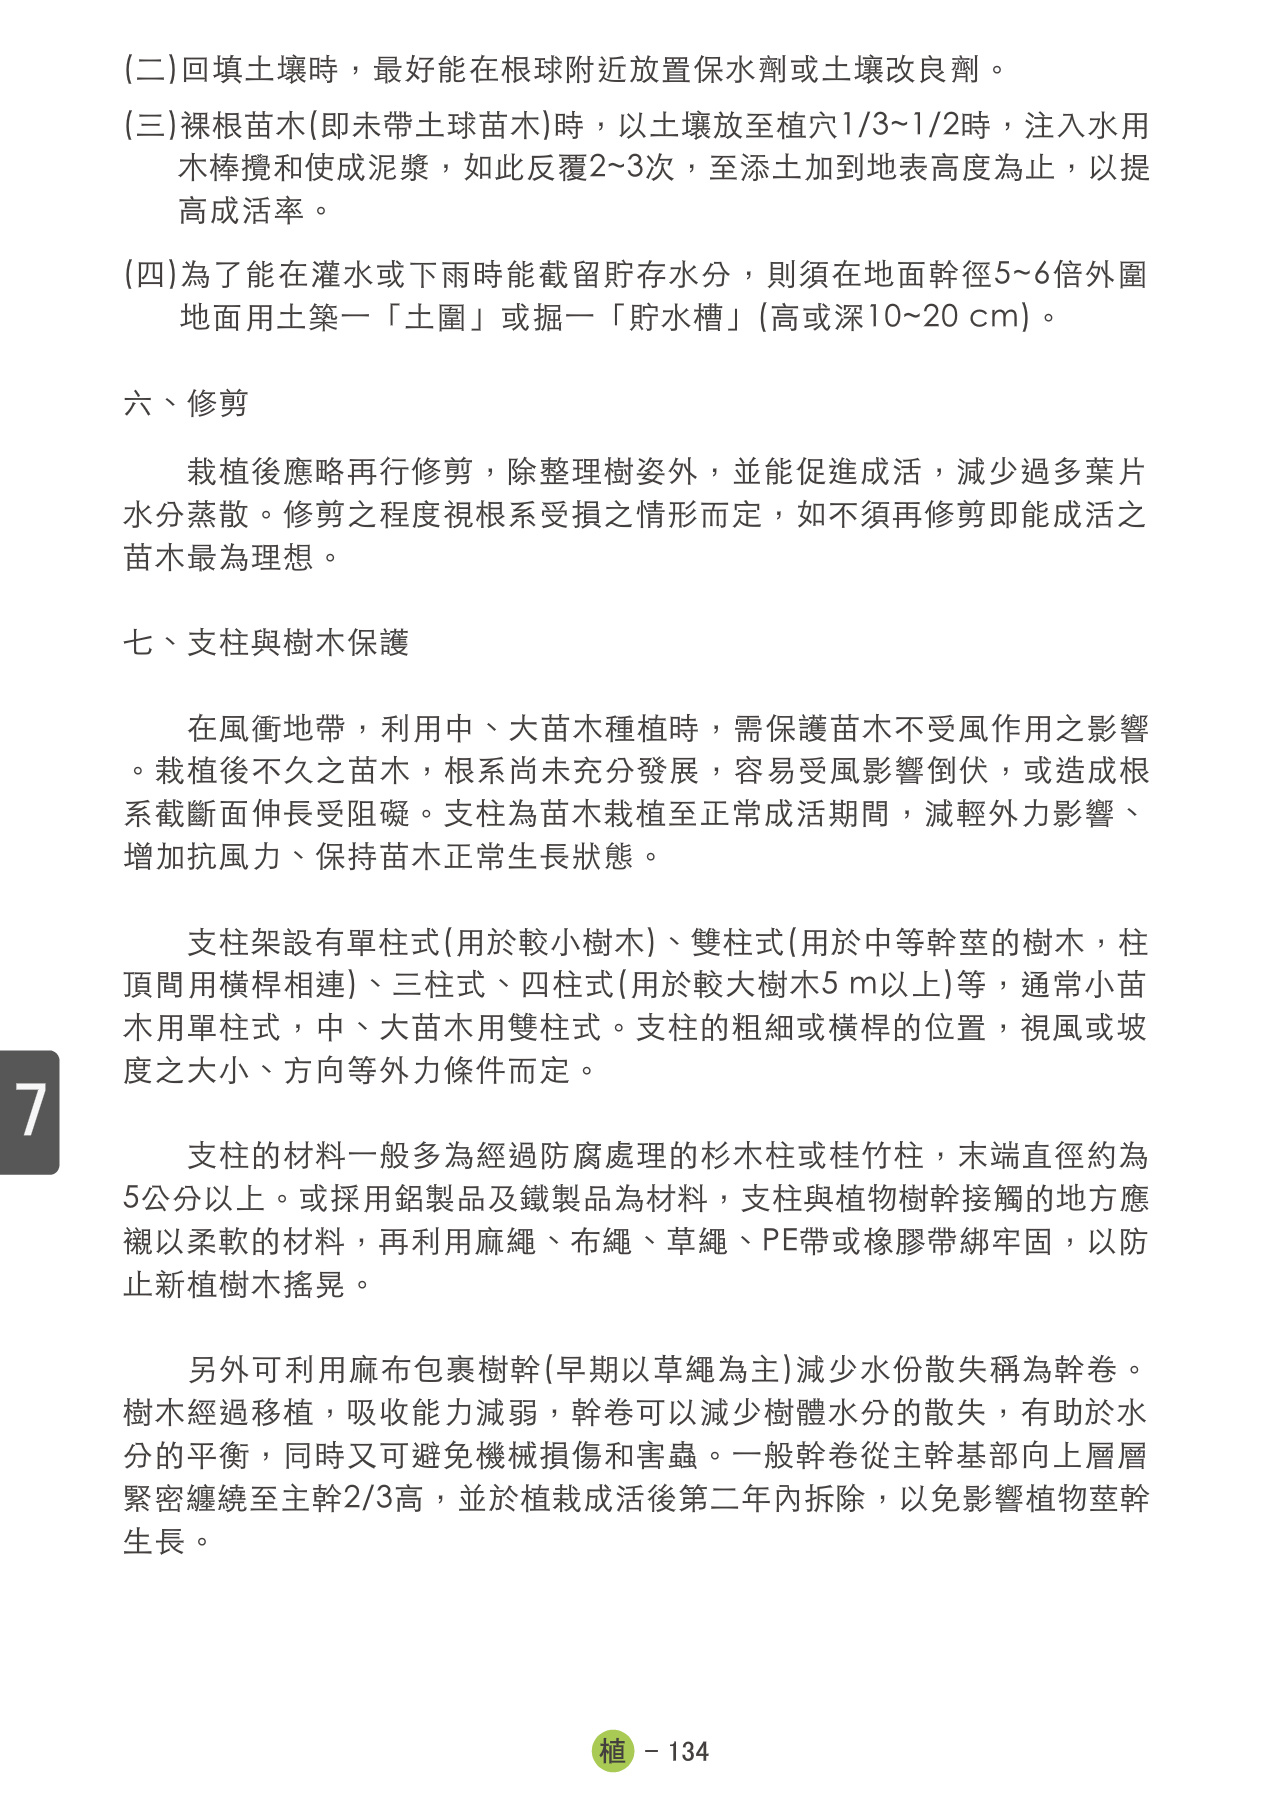 (二)回填土壤時，最好能在根球附近放置保水劑或土壤改良劑。
(三)裸根苗木(即未帶土球苗木)時，以土壤放至植穴1/3~1/2時，注入水用
木棒攪和使成泥漿，如此反覆2~3次，至添土加到地表高度為止，以提
高成活率。
(四)為了能在灌水或下雨時能截留貯存水分，則須在地面幹徑5~6倍外圍
地面用土築一「土圍」或掘一「貯水槽」(高或深10~20 cm)。
六、修剪
栽植後應略再行修剪，除整理樹姿外，並能促進成活，減少過多葉片
水分蒸散。修剪之程度視根系受損之情形而定，如不須再修剪即能成活之
苗木最為理想。
七、支柱與樹木保護
在風衝地帶，利用中、大苗木種植時，需保護苗木不受風作用之影響
。栽植後不久之苗木，根系尚未充分發展，容易受風影響倒伏，或造成根
系截斷面伸長受阻礙。支柱為苗木栽植至正常成活期間，減輕外力影響、
增加抗風力、保持苗木正常生長狀態。
支柱架設有單柱式(用於較小樹木)、雙柱式(用於中等幹莖的樹木，柱
頂間用橫桿相連)、三柱式、四柱式(用於較大樹木5 m以上)等，通常小苗
木用單柱式，中、大苗木用雙柱式。支柱的粗細或橫桿的位置，視風或坡
度之大小、方向等外力條件而定。
支柱的材料一般多為經過防腐處理的杉木柱或桂竹柱，末端直徑約為
5公分以上。或採用鋁製品及鐵製品為材料，支柱與植物樹幹接觸的地方應
襯以柔軟的材料，再利用麻繩、布繩、草繩、PE帶或橡膠帶綁牢固，以防
止新植樹木搖晃。
另外可利用麻布包裹樹幹(早期以草繩為主)減少水份散失稱為幹卷。
樹木經過移植，吸收能力減弱，幹卷可以減少樹體水分的散失，有助於水
分的平衡，同時又可避免機械損傷和害蟲。一般幹卷從主幹基部向上層層
緊密纏繞至主幹2/3高，並於植栽成活後第二年內拆除，以免影響植物莖幹
生長。
7
植 – 134